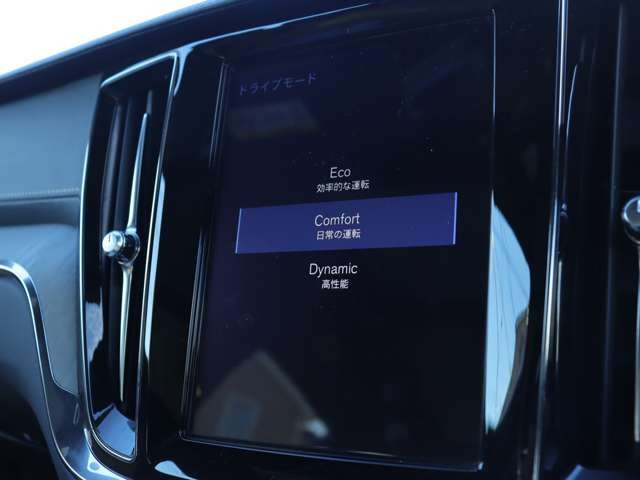 ドライブモード
Eco
効率的な運転
Comfort
日常の運転
Dynamic
高性能